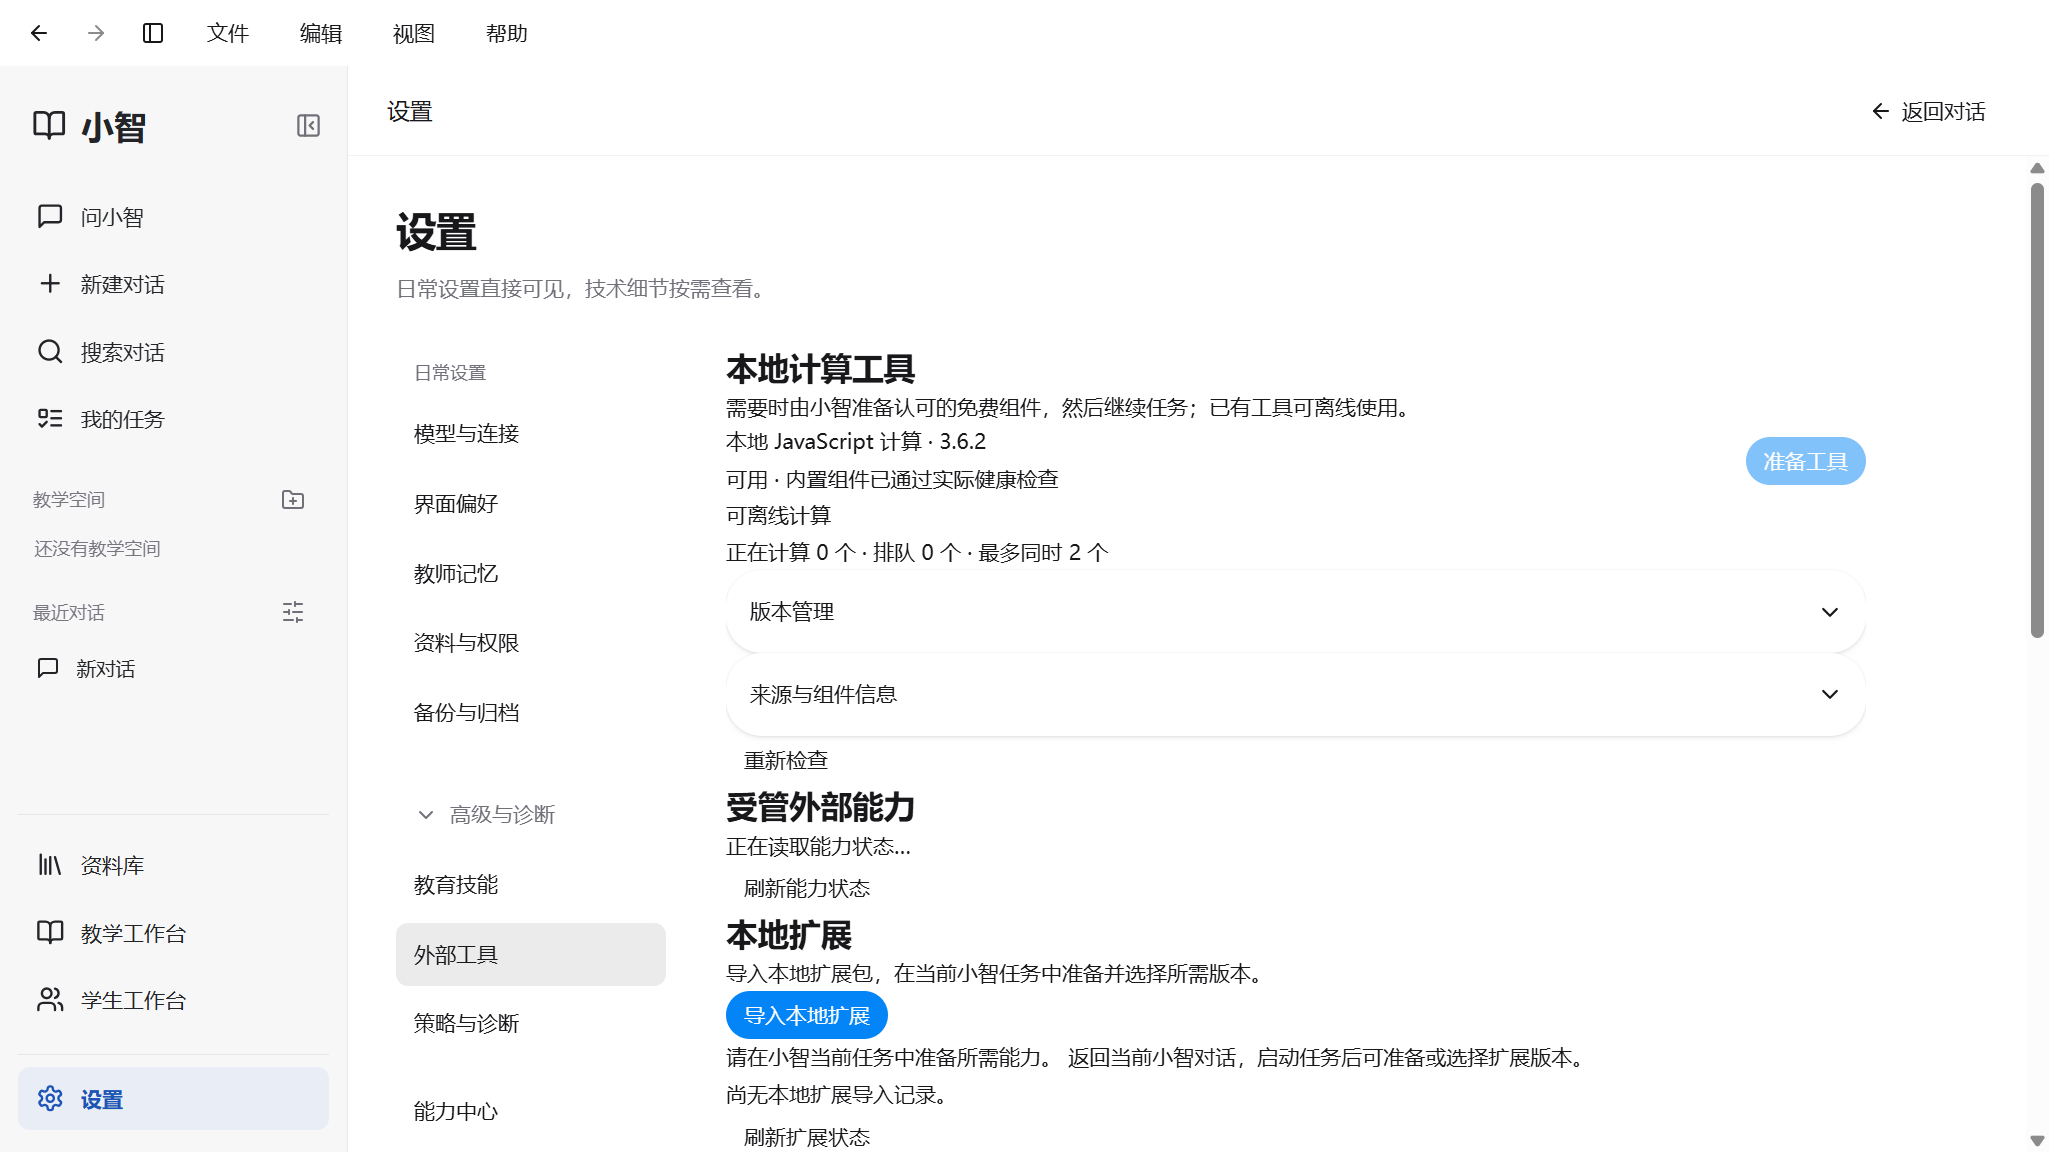 文件 编辑 视图 帮助
小智
问小智
新建对话
搜索对话
我的任务
教学空间
还没有教学空间
最近对话
新对话
资料库
教学工作台
学生工作台
设置
设置
返回对话
设置
日常设置直接可见，技术细节按需查看。
日常设置
模型与连接
界面偏好
教师记忆
资料与权限
备份与归档
高级与诊断
教育技能
外部工具
策略与诊断
能力中心
本地计算工具
需要时由小智准备认可的免费组件，然后继续任务；已有工具可离线使用。
本地 JavaScript 计算 · 3.6.2
可用 · 内置组件已通过实际健康检查
准备工具
可离线计算
正在计算 0 个 · 排队 0 个 · 最多同时 2 个
版本管理
来源与组件信息
重新检查
受管外部能力
正在读取能力状态...
刷新能力状态
本地扩展
导入本地扩展包，在当前小智任务中准备并选择所需版本。
导入本地扩展
请在小智当前任务中准备所需能力。 返回当前小智对话，启动任务后可准备或选择扩展版本。
尚无本地扩展导入记录。
刷新扩展状态